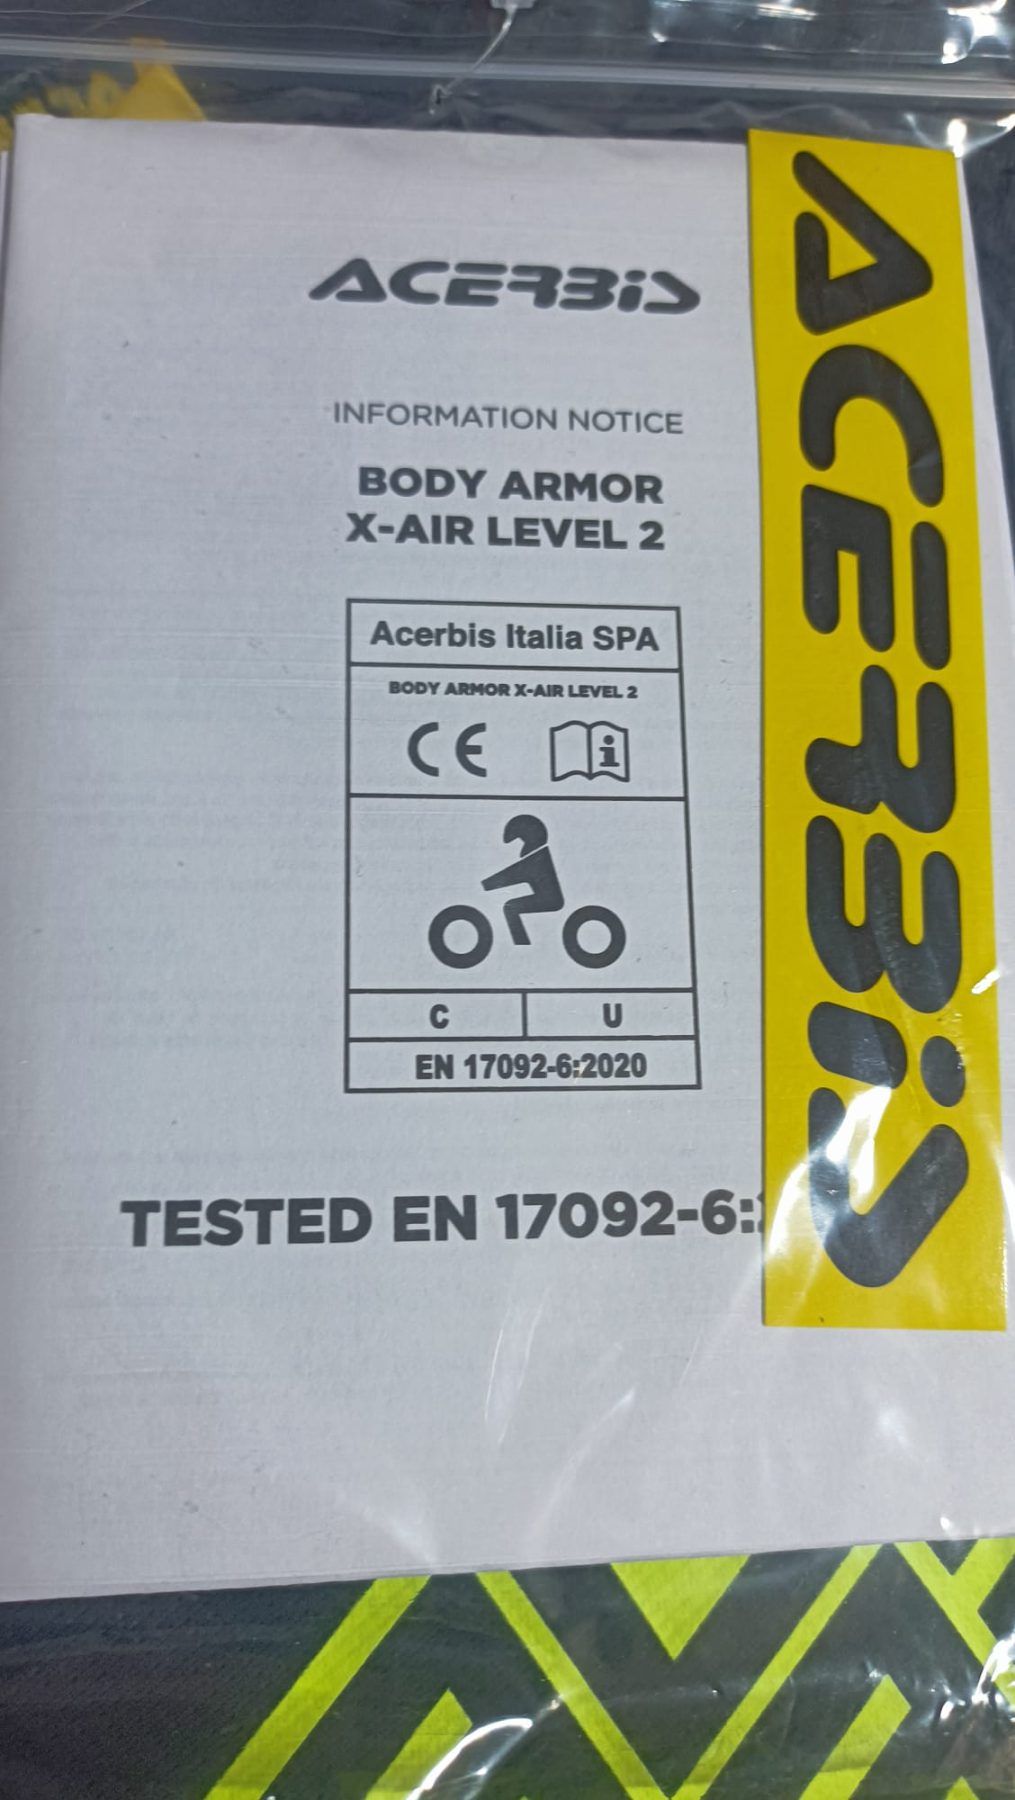 ACERBIS
INFORMATION NOTICE
BODY ARMOR
X-AIR LEVEL 2
Acerbis Italia SPA
BODY ARMOR X-AIR LEVEL 2
CE i
C U
EN 17092-6:2020
TESTED EN 17092-6:
ACERBIS